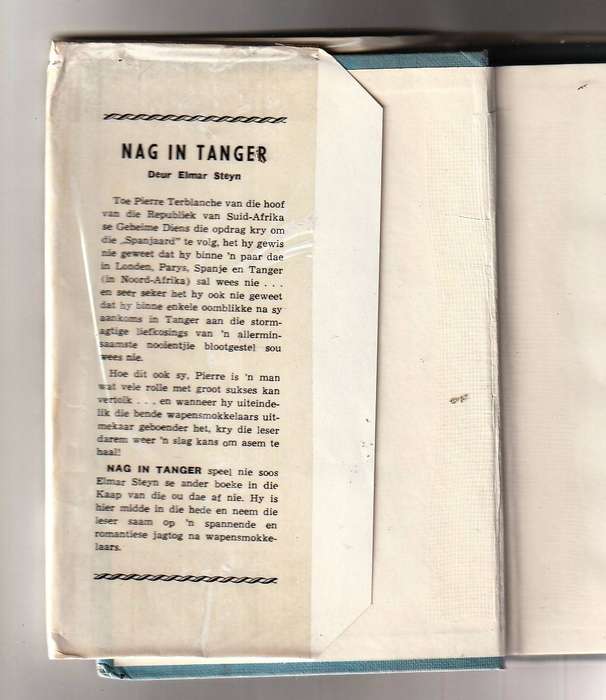 NAG IN TANGER
Deur Elmar Steyn
Toe Pierre Terblanche van die hoof
van die Republiek van Suid-Afrika
se Geheime Diens die opdrag kry om
die „Spanjaard" te volg, het hy gewis
nie geweet dat hy binne 'n paar dae
in Londen, Parys, Spanje en Tanger
(in Noord-Afrika) sal wees nie . . .
en seer seker het hy ook nie geweet
dat hy binne enkele oomblikke na sy
aankoms in Tanger aan die storm-
agtige liefkosings van 'n allermin-
saamste nooientjie blootgestel sou
wees nie.
Hoe dit ook sy, Pierre is 'n man
wat vele rolle met groot sukses kan
vertolk . . . en wanneer hy uiteinde-
lik die bende wapensmokkelaars uit-
mekaar geboender het, kry die leser
darem weer 'n slag kans om asem te
haal!
NAG IN TANGER speel nie soos
Elmar Steyn se ander boeke in die
Kaap van die ou dae af nie. Hy is
hier midde in die hede en neem die
leser saam op 'n spannende en
romantiese jagtog na wapensmokke-
laars.